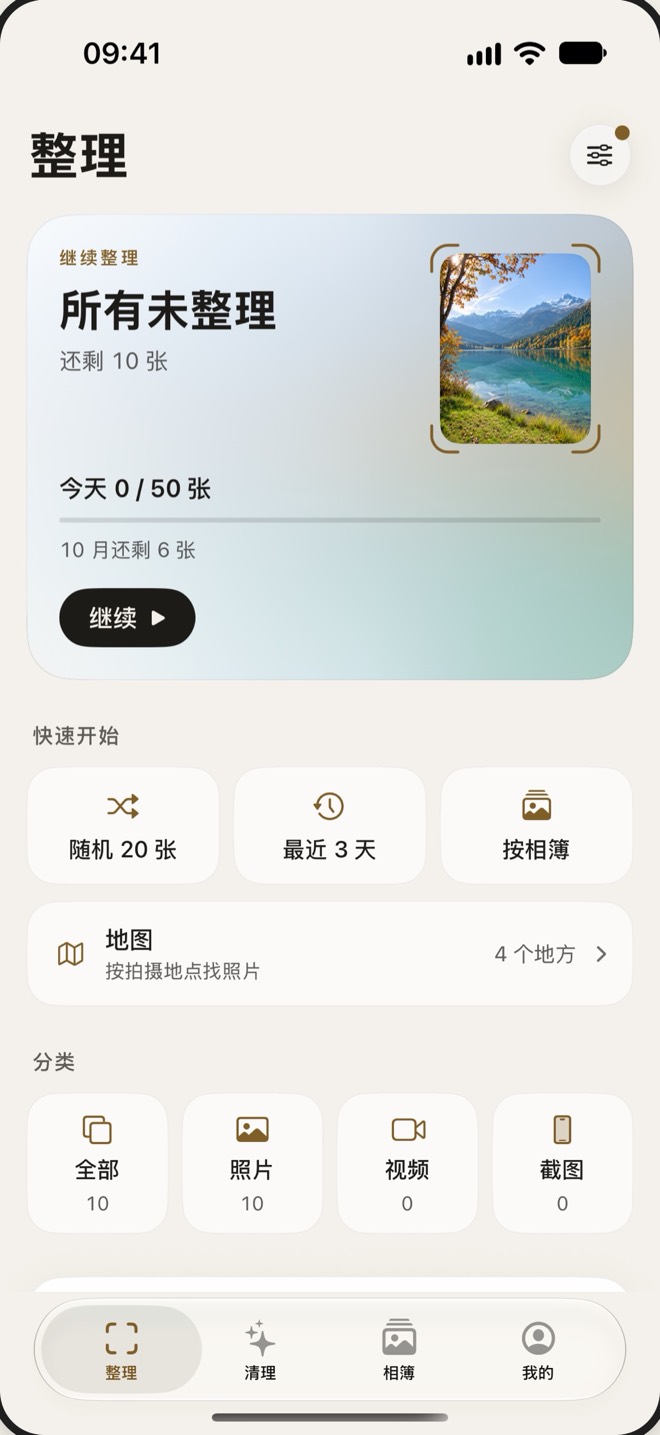 09:41
整理
继续整理
所有未整理
还剩 10 张
今天 0 / 50 张
10 月还剩 6 张
继续
快速开始
随机 20 张
最近 3 天
按相簿
地图
按拍摄地点找照片
4 个地方
分类
全部
10
照片
10
视频
0
截图
0
整理
清理
相簿
我的